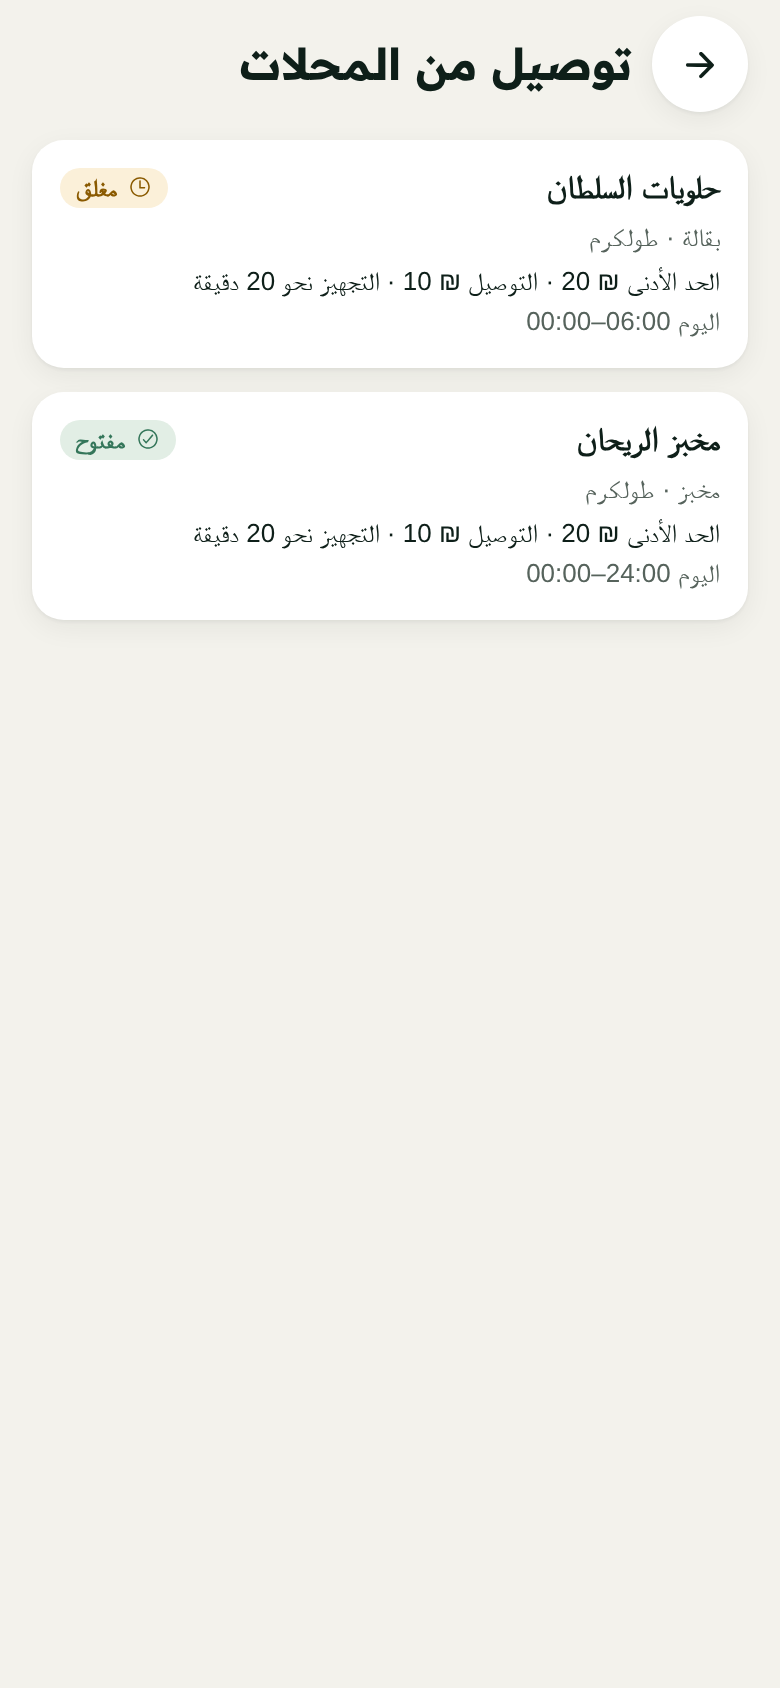 توصيل من المحلات
حلويات السلطان
مغلق
بقالة · طولكرم
الحد الأدنى ₪ 20 · التوصيل ₪ 10 · التجهيز نحو 20 دقيقة
اليوم 00:00–06:00
مخبز الريحان
مفتوح
مخبز · طولكرم
الحد الأدنى ₪ 20 · التوصيل ₪ 10 · التجهيز نحو 20 دقيقة
اليوم 00:00–24:00